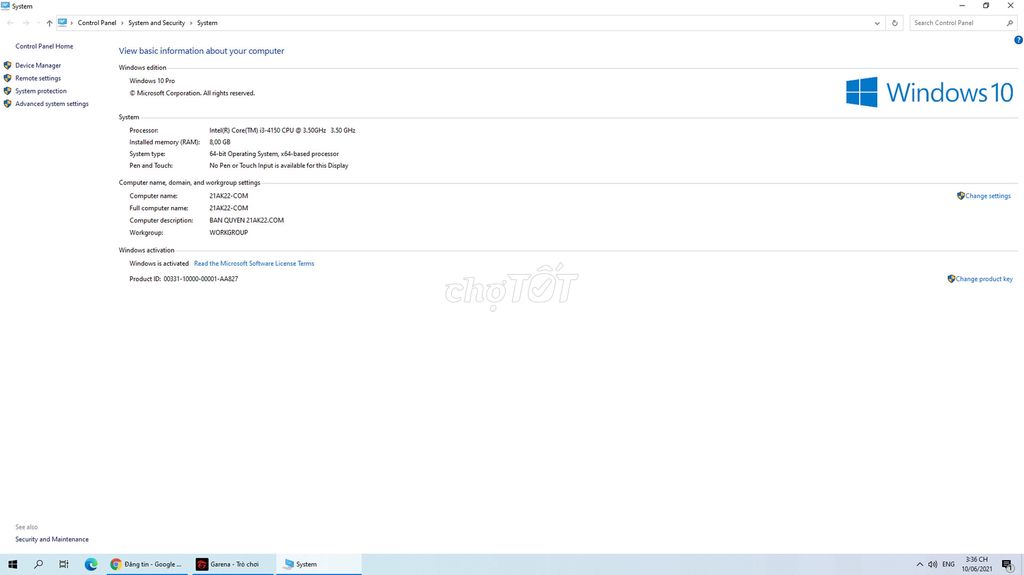 System
Control Panel › System and Security › System
Search Control Panel
Control Panel Home
Device Manager
Remote settings
System protection
Advanced system settings
View basic information about your computer
Windows edition
Windows 10 Pro
© Microsoft Corporation. All rights reserved.
Windows 10
System
Processor: Intel(R) Core(TM) i3-4150 CPU @ 3.50GHz 3.50 GHz
Installed memory (RAM): 8,00 GB
System type: 64-bit Operating System, x64-based processor
Pen and Touch: No Pen or Touch Input is available for this Display
Computer name, domain, and workgroup settings
Computer name: 21AK22-COM
Change settings
Full computer name: 21AK22-COM
Computer description: BAN QUYEN 21AK22.COM
Workgroup: WORKGROUP
Windows activation
Windows is activated Read the Microsoft Software License Terms
Product ID: 00331-10000-00001-AA827
Change product key
chợTỐT
See also
Security and Maintenance
Đăng tin - Google ...
Garena - Trò chơi
System
ENG
3:36 CH
10/06/2021
1